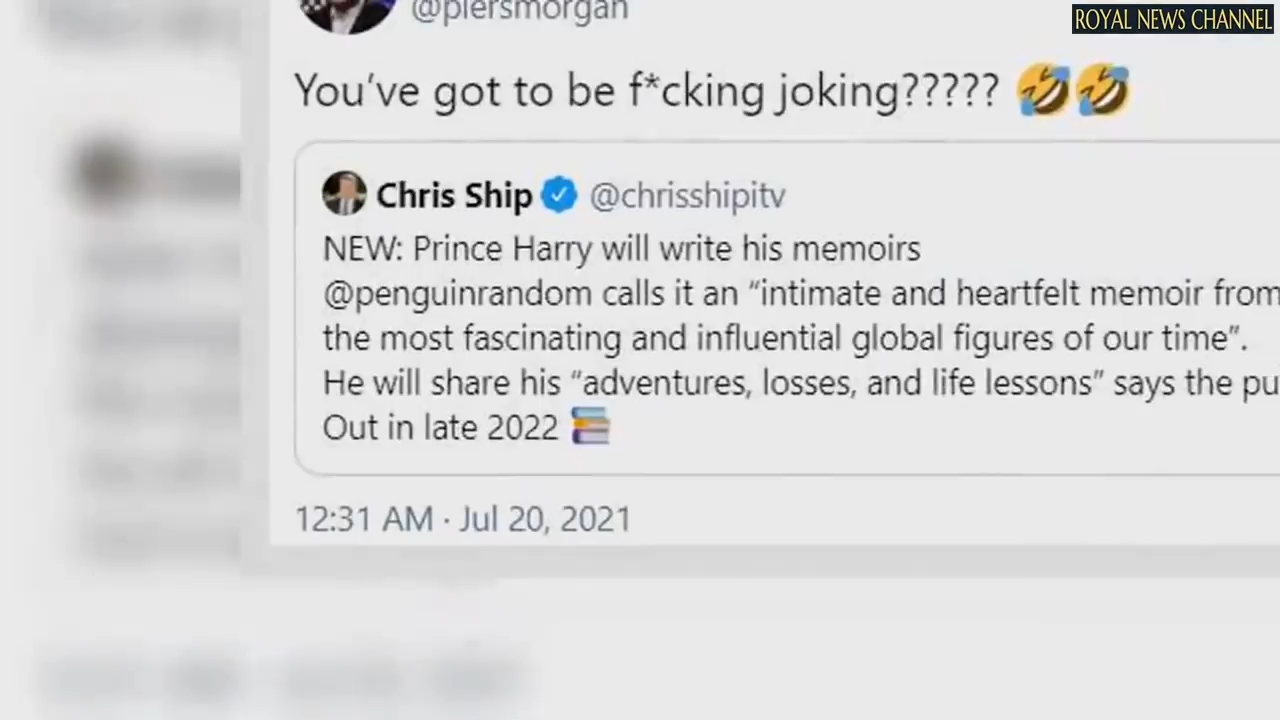 ROYAL NEWS CHANNEL
@piersmorgan
You've got to be f*cking joking????? 🤣🤣
Chris Ship @chrisshipitv
NEW: Prince Harry will write his memoirs
@penguinrandom calls it an “intimate and heartfelt memoir from
the most fascinating and influential global figures of our time”.
He will share his “adventures, losses, and life lessons” says the
Out in late 2022 📚
12:31 AM · Jul 20, 2021